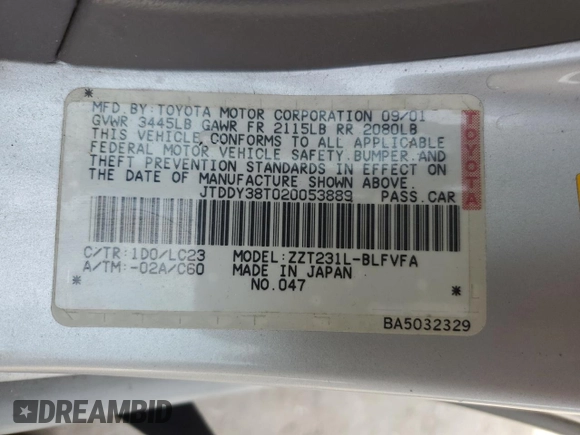 MFD. BY: TOYOTA MOTOR CORPORATION 09/01
GVWR 3445LB GAWR FR 2115LB RR 2080LB
THIS VEHICLE CONFORMS TO ALL APPLICABLE
FEDERAL MOTOR VEHICLE SAFETY, BUMPER, AND
THEFT PREVENTION STANDARDS IN EFFECT ON
THE DATE OF MANUFACTURE SHOWN ABOVE.
JTDDY38T020053889 PASS. CAR
TOYOTA
C/TR: 1D0/LC23 MODEL: ZZT231L-BLFVFA
A/TM: -02A/C60 MADE IN JAPAN
NO. 047
BA5032329
DREAMBID